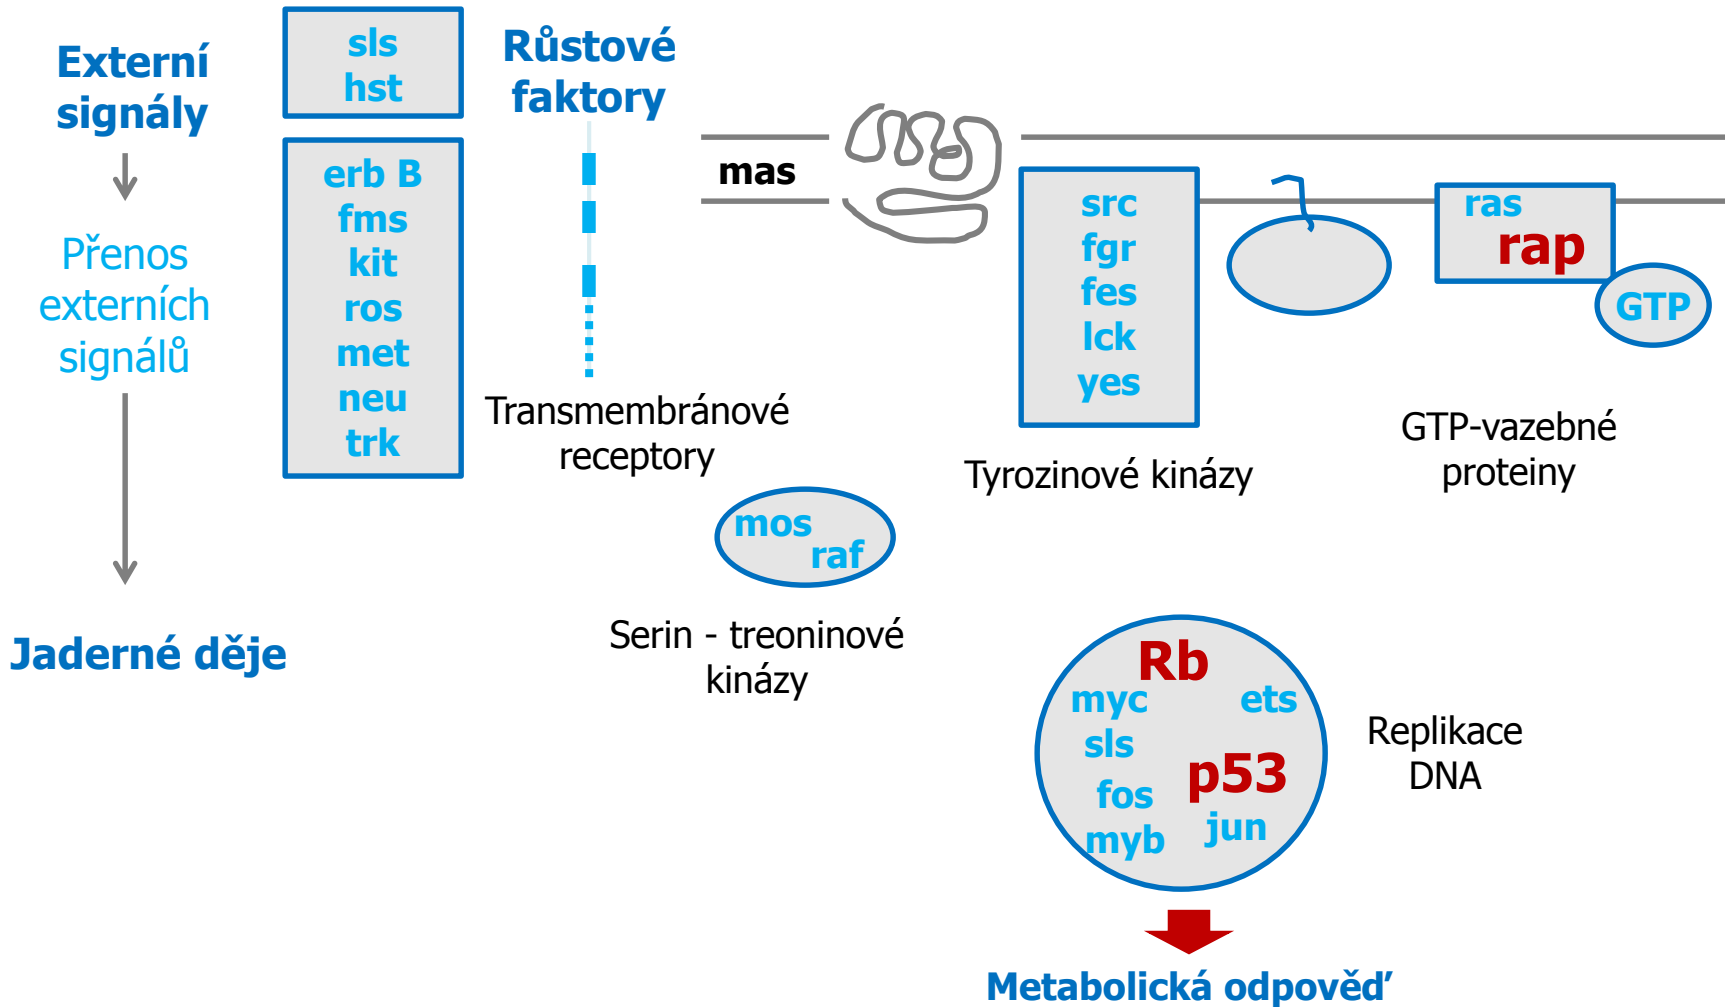 Externí
signály
Přenos
externích
signálů
Jaderné děje
sls
hst
erb B
fms
kit
ros
met
neu
trk
Růstové
faktory
Transmembránové
receptory
mas
src
fgr
fes
lck
yes
Tyrozinové kinázy
ras
rap
GTP
GTP-vazebné
proteiny
mos
raf
Serin - treoninové
kinázy
Rb
myc
ets
sls
p53
fos
jun
myb
Replikace
DNA
Metabolická odpověď